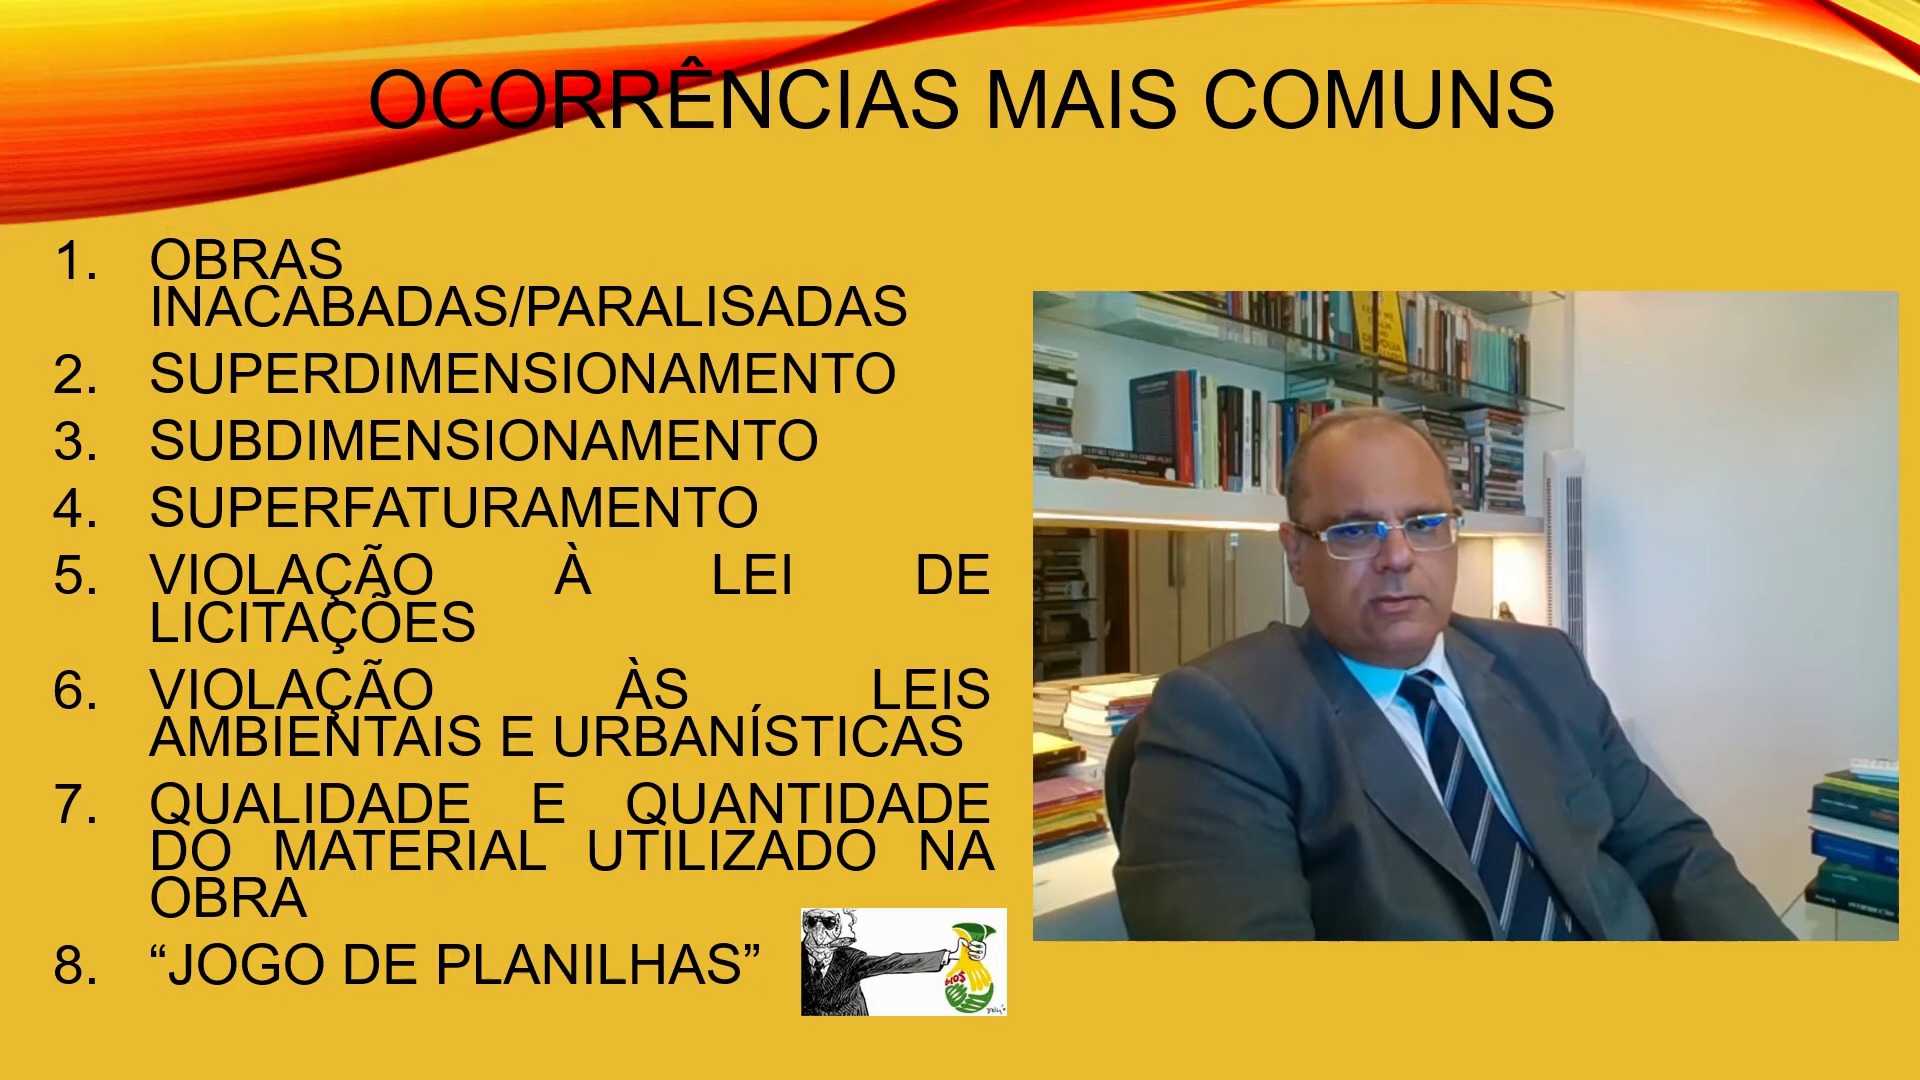 OCORRÊNCIAS MAIS COMUNS
1. OBRAS
INACABADAS/PARALISADAS
2. SUPERDIMENSIONAMENTO
3. SUBDIMENSIONAMENTO
4. SUPERFATURAMENTO
5. VIOLAÇÃO À LEI DE
LICITAÇÕES
6. VIOLAÇÃO ÀS LEIS
AMBIENTAIS E URBANÍSTICAS
7. QUALIDADE E QUANTIDADE
DO MATERIAL UTILIZADO NA
OBRA
8. “JOGO DE PLANILHAS”